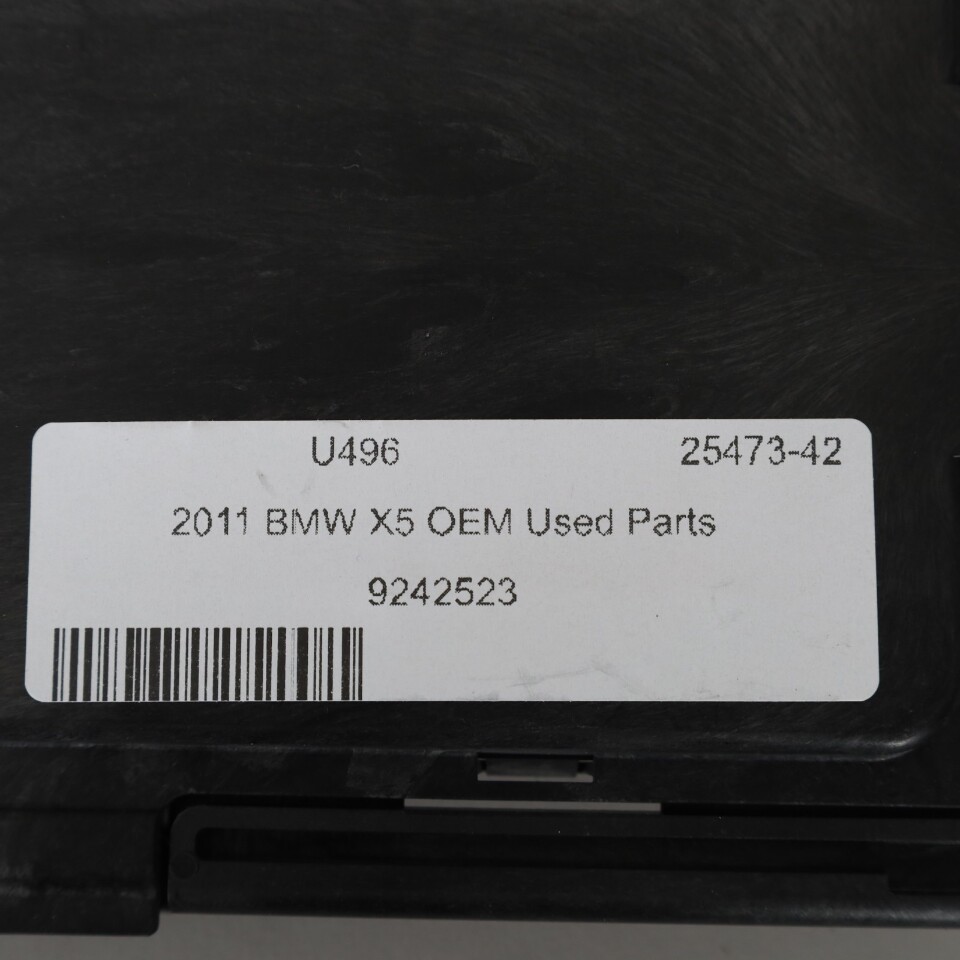 U496 25473-42
2011 BMW X5 OEM Used Parts
9242523